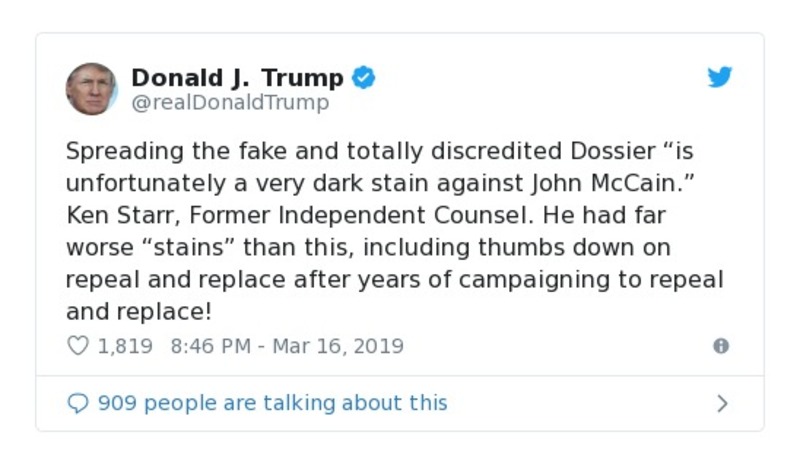 Donald J. Trump
@realDonaldTrump
Spreading the fake and totally discredited Dossier “is
unfortunately a very dark stain against John McCain.”
Ken Starr, Former Independent Counsel. He had far
worse “stains” than this, including thumbs down on
repeal and replace after years of campaigning to repeal
and replace!
1,819 8:46 PM - Mar 16, 2019
909 people are talking about this